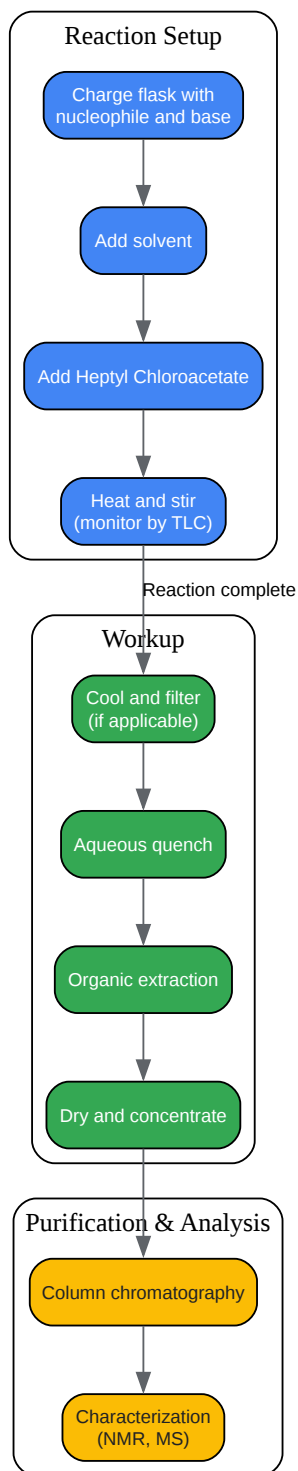 Reaction Setup
Charge flask with
nucleophile and base
Add solvent
Add Heptyl Chloroacetate
Heat and stir
(monitor by TLC)
Reaction complete
Workup
Cool and filter
(if applicable)
Aqueous quench
Organic extraction
Dry and concentrate
Purification & Analysis
Column chromatography
Characterization
(NMR, MS)